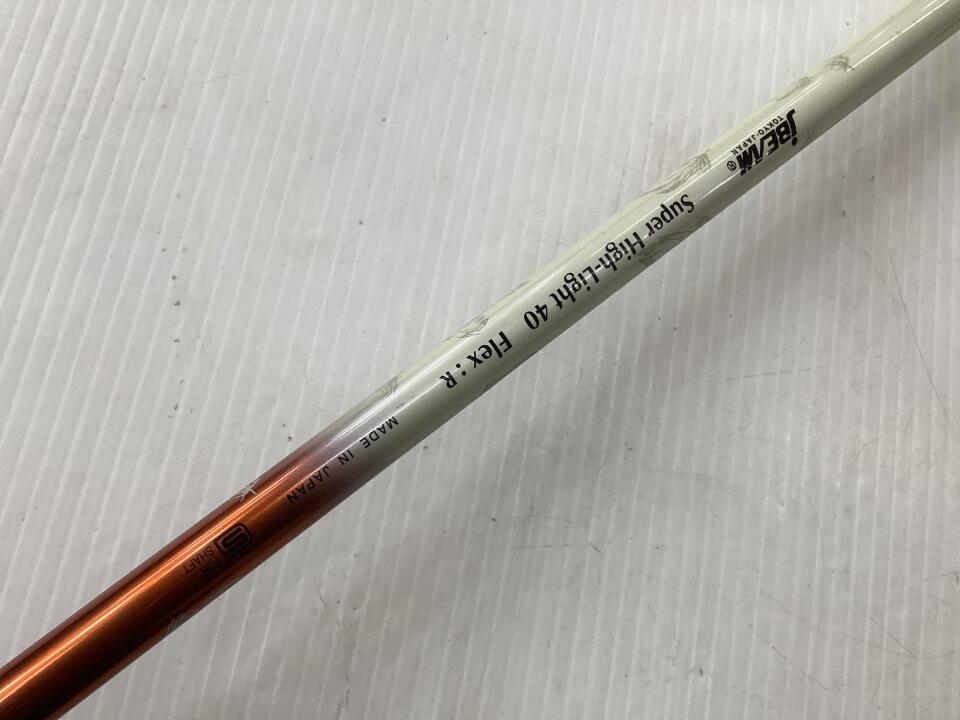 JBEAM®
TOKYO·JAPAN
Super High-Light 40 Flex : R
MADE IN JAPAN
S
SHAFT